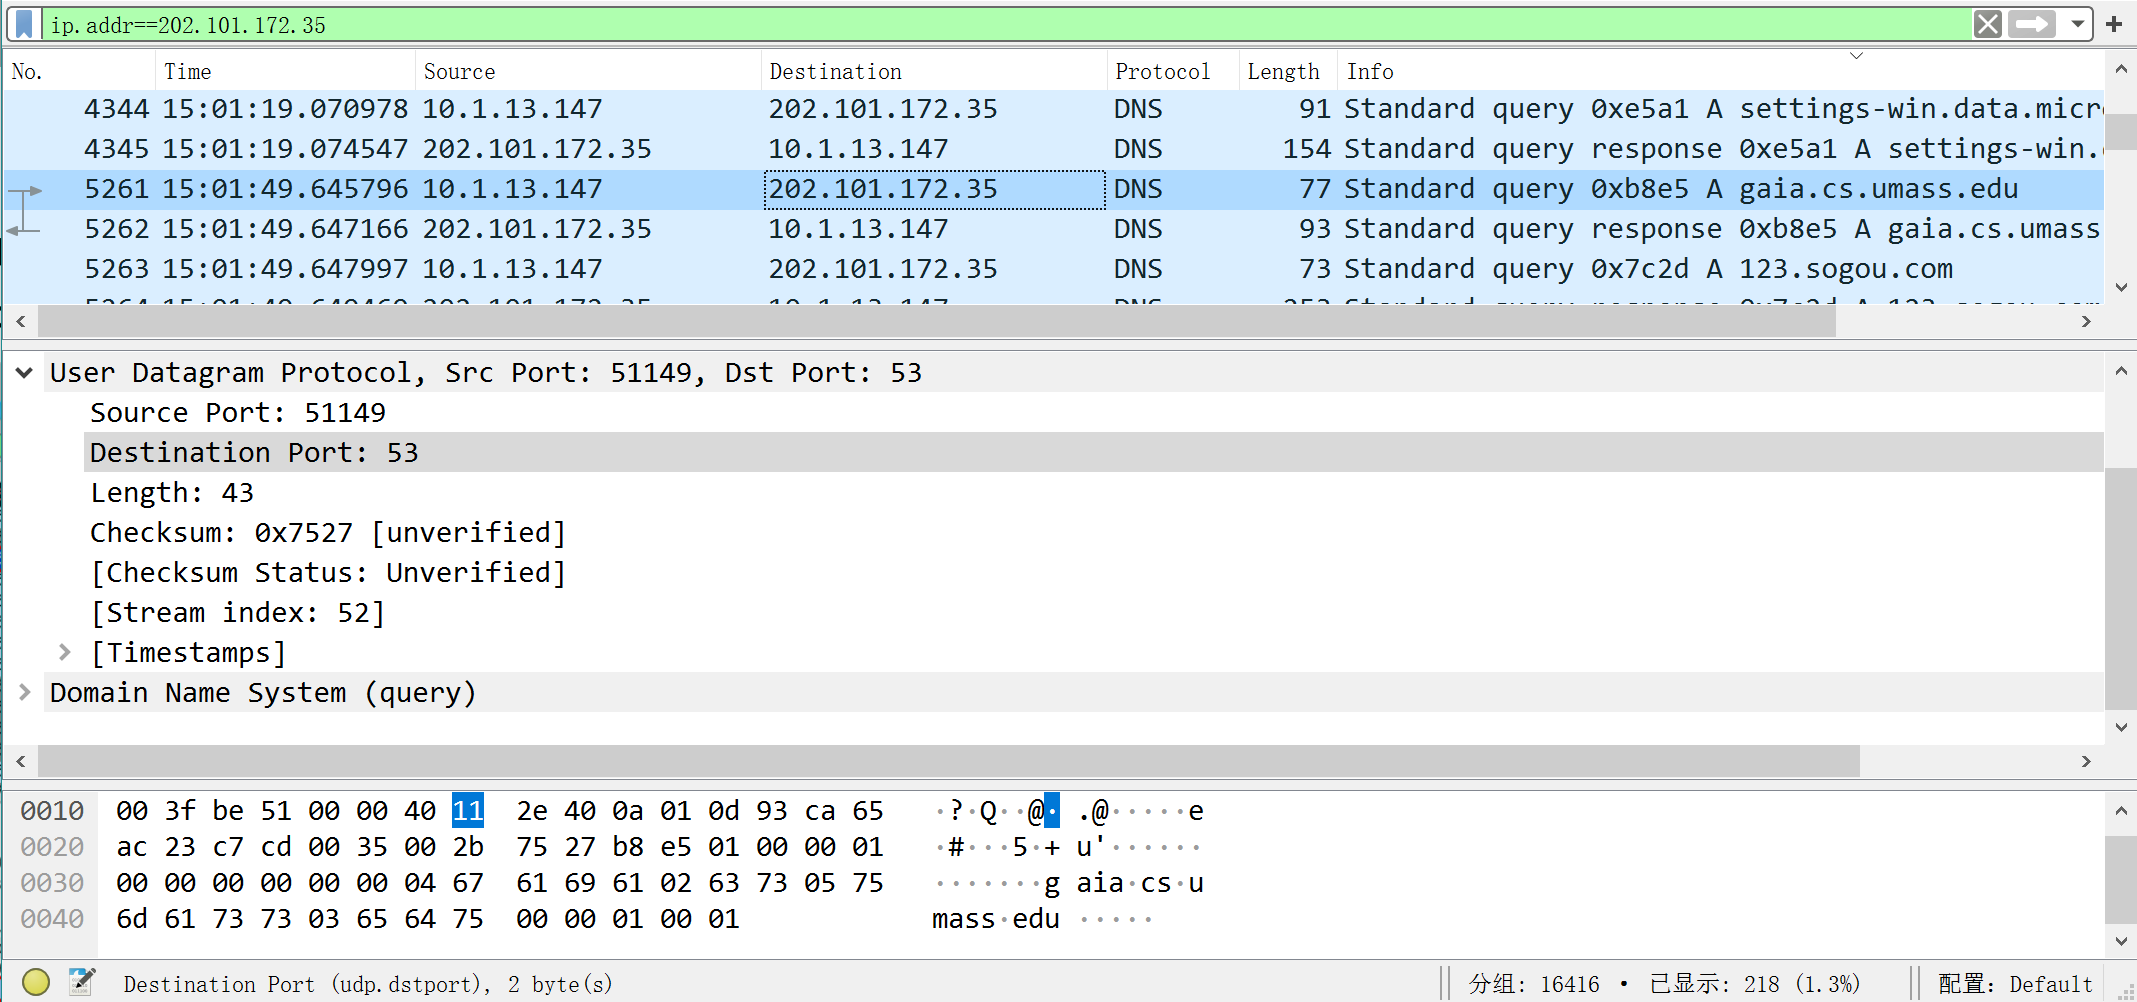 ip.addr==202.101.172.35
No. Time Source Destination Protocol Length Info
4344 15:01:19.070978 10.1.13.147 202.101.172.35 DNS 91 Standard query 0xe5a1 A settings-win.data.micr
4345 15:01:19.074547 202.101.172.35 10.1.13.147 DNS 154 Standard query response 0xe5a1 A settings-win.
5261 15:01:49.645796 10.1.13.147 202.101.172.35 DNS 77 Standard query 0xb8e5 A gaia.cs.umass.edu
5262 15:01:49.647166 202.101.172.35 10.1.13.147 DNS 93 Standard query response 0xb8e5 A gaia.cs.umass
5263 15:01:49.647997 10.1.13.147 202.101.172.35 DNS 73 Standard query 0x7c2d A 123.sogou.com
User Datagram Protocol, Src Port: 51149, Dst Port: 53
Source Port: 51149
Destination Port: 53
Length: 43
Checksum: 0x7527 [unverified]
[Checksum Status: Unverified]
[Stream index: 52]
[Timestamps]
Domain Name System (query)
0010 00 3f be 51 00 00 40 11 2e 40 0a 01 0d 93 ca 65 ·?·Q··@· .@·····e
0020 ac 23 c7 cd 00 35 00 2b 75 27 b8 e5 01 00 00 01 ·#···5·+ u'······
0030 00 00 00 00 00 00 04 67 61 69 61 02 63 73 05 75 ·······g aia·cs·u
0040 6d 61 73 73 03 65 64 75 00 00 01 00 01 mass·edu ·····
Destination Port (udp.dstport), 2 byte(s) 分组: 16416 · 已显示: 218 (1.3%) 配置: Default